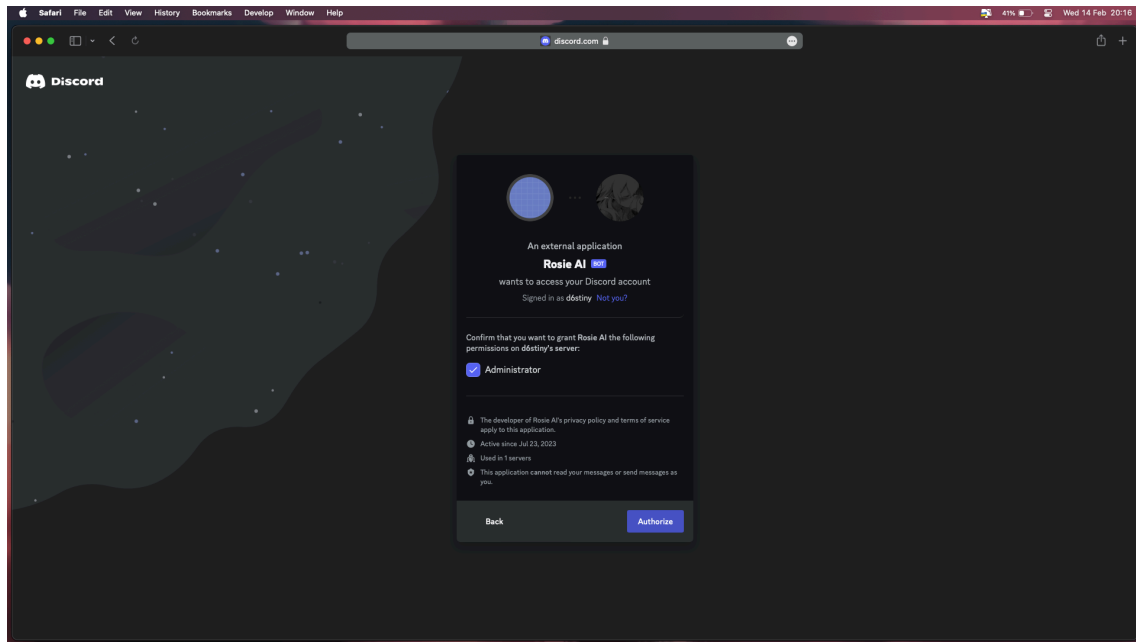 Safari File Edit View History Bookmarks Develop Window Help
41% Wed 14 Feb 20:16
discord.com
Discord
An external application
Rosie AI BOT
wants to access your Discord account
Signed in as d6stiny Not you?
Confirm that you want to grant Rosie AI the following
permissions on d6stiny's server:
Administrator
The developer of Rosie AI's privacy policy and terms of service
apply to this application.
Active since Jul 23, 2023
Used in 1 servers
This application cannot read your messages or send messages as
you.
Back Authorize